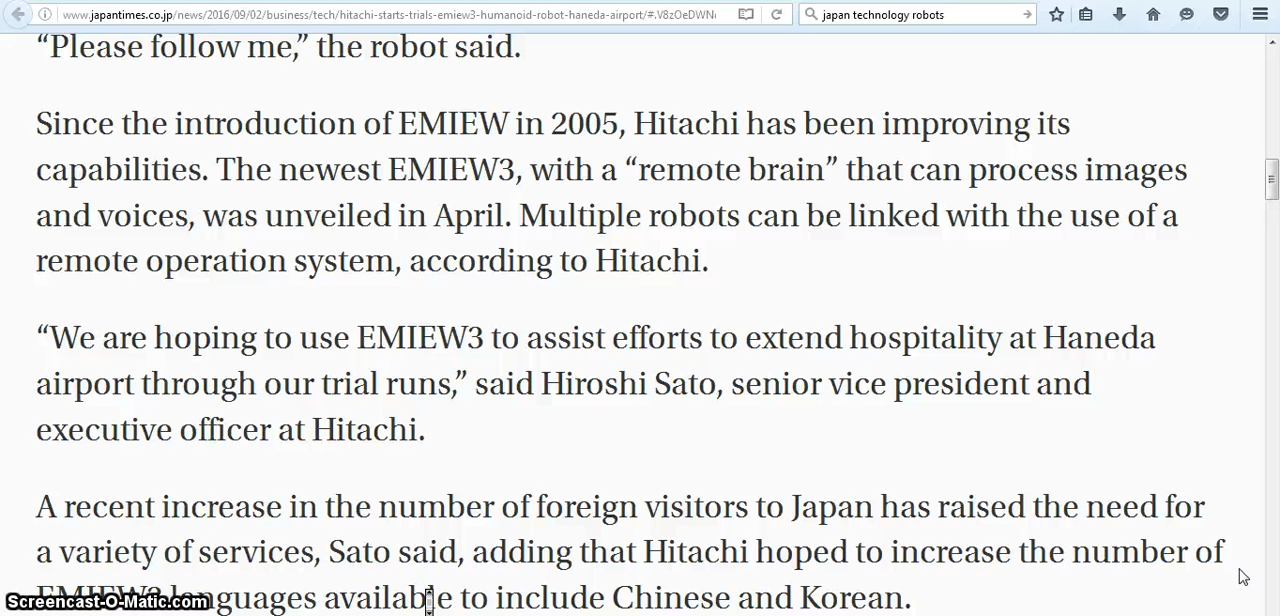 www.japantimes.co.jp/news/2016/09/02/business/tech/hitachi-starts-trials-emiew3-humanoid-robot-haneda-airport/#.V8zOeDWN
japan technology robots
“Please follow me,” the robot said.
Since the introduction of EMIEW in 2005, Hitachi has been improving its
capabilities. The newest EMIEW3, with a “remote brain” that can process images
and voices, was unveiled in April. Multiple robots can be linked with the use of a
remote operation system, according to Hitachi.
“We are hoping to use EMIEW3 to assist efforts to extend hospitality at Haneda
airport through our trial runs,” said Hiroshi Sato, senior vice president and
executive officer at Hitachi.
A recent increase in the number of foreign visitors to Japan has raised the need for
a variety of services, Sato said, adding that Hitachi hoped to increase the number of
EMIEW3 languages available to include Chinese and Korean.
Screencast-O-Matic.com